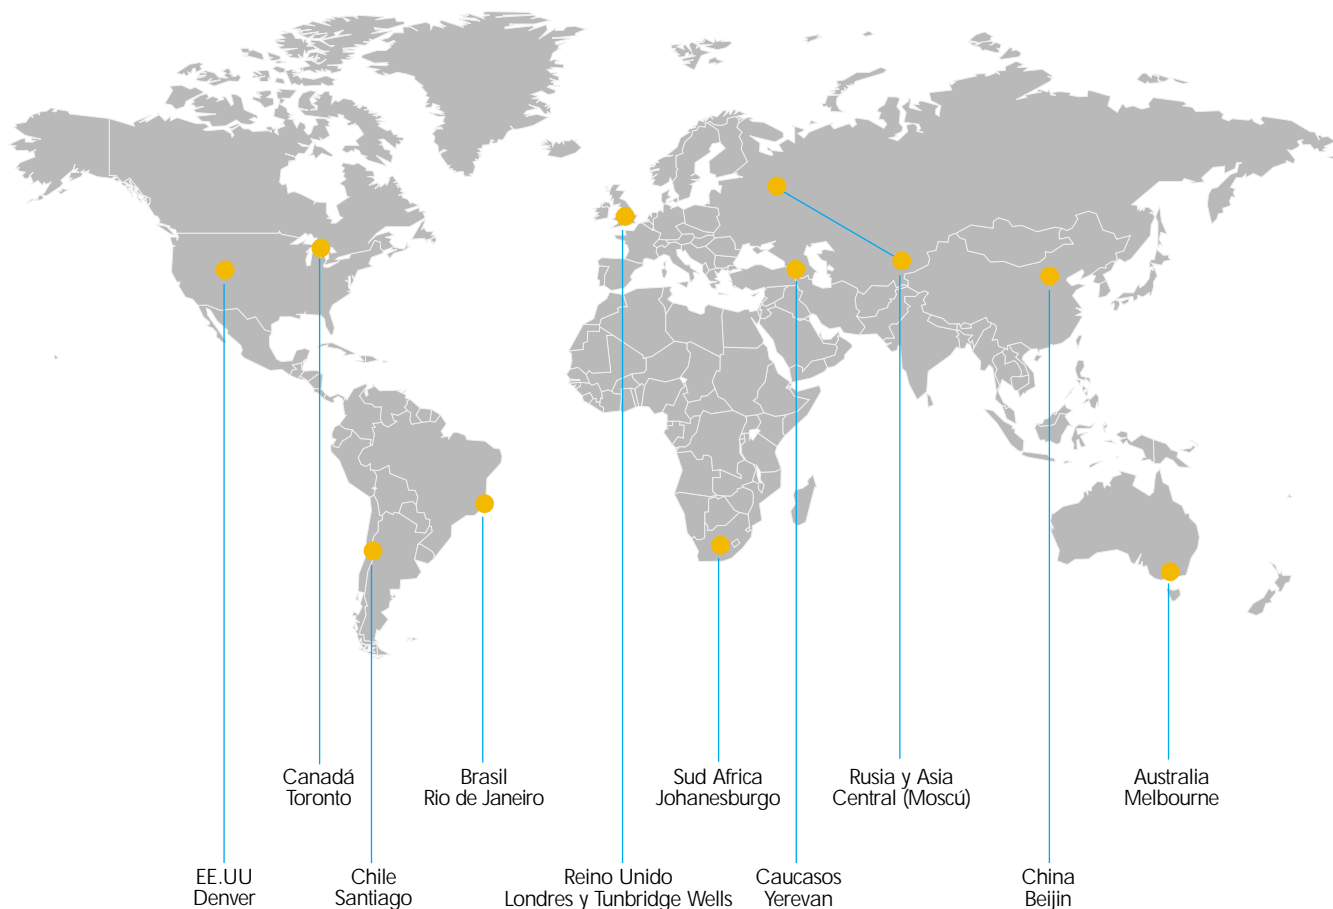 Canadá
Toronto
Brasil
Rio de Janeiro
Sud Africa
Johanesburgo
Rusia y Asia
Central (Moscú)
Australia
Melbourne
EE.UU
Denver
Chile
Santiago
Reino Unido
Londres y Tunbridge Wells
Caucasos
Yerevan
China
Beijin